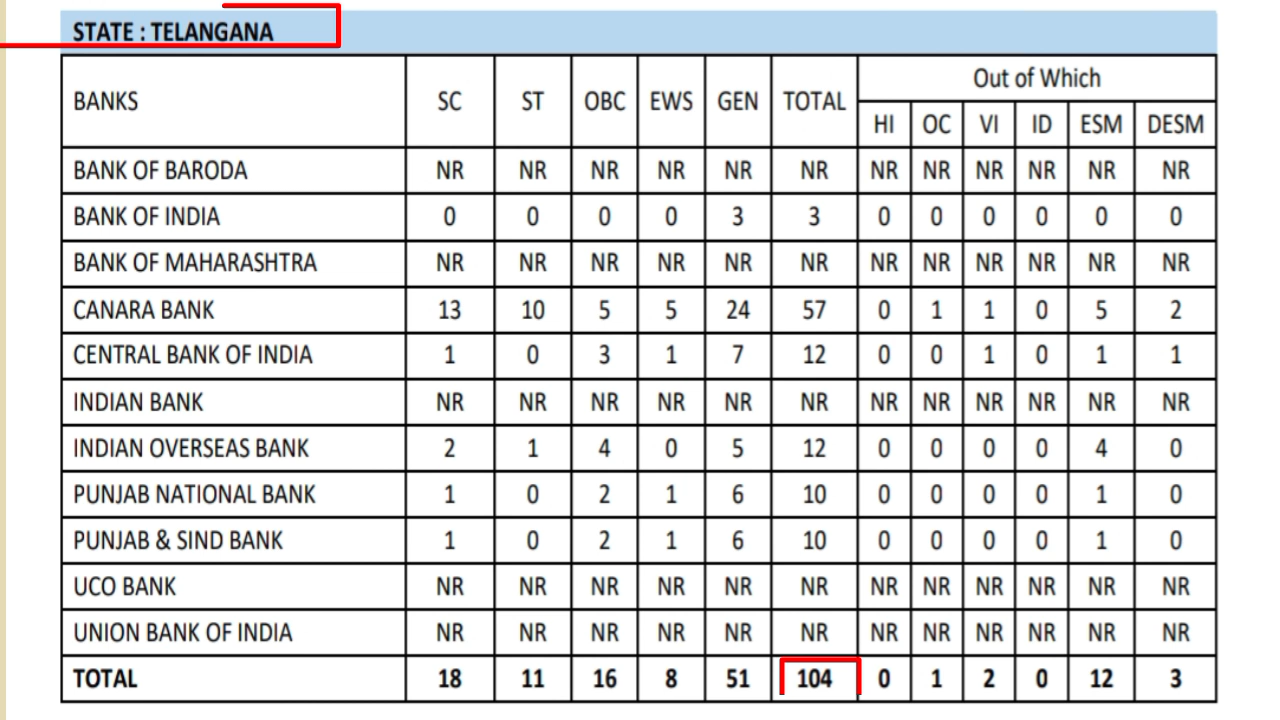 STATE : TELANGANA
BANKS SC ST OBC EWS GEN TOTAL Out of Which
HI OC VI ID ESM DESM
BANK OF BARODA NR NR NR NR NR NR NR NR NR NR NR NR
BANK OF INDIA 0 0 0 0 3 3 0 0 0 0 0 0
BANK OF MAHARASHTRA NR NR NR NR NR NR NR NR NR NR NR NR
CANARA BANK 13 10 5 5 24 57 0 1 1 0 5 2
CENTRAL BANK OF INDIA 1 0 3 1 7 12 0 0 1 0 1 1
INDIAN BANK NR NR NR NR NR NR NR NR NR NR NR NR
INDIAN OVERSEAS BANK 2 1 4 0 5 12 0 0 0 0 4 0
PUNJAB NATIONAL BANK 1 0 2 1 6 10 0 0 0 0 1 0
PUNJAB & SIND BANK 1 0 2 1 6 10 0 0 0 0 1 0
UCO BANK NR NR NR NR NR NR NR NR NR NR NR NR
UNION BANK OF INDIA NR NR NR NR NR NR NR NR NR NR NR NR
TOTAL 18 11 16 8 51 104 0 1 2 0 12 3